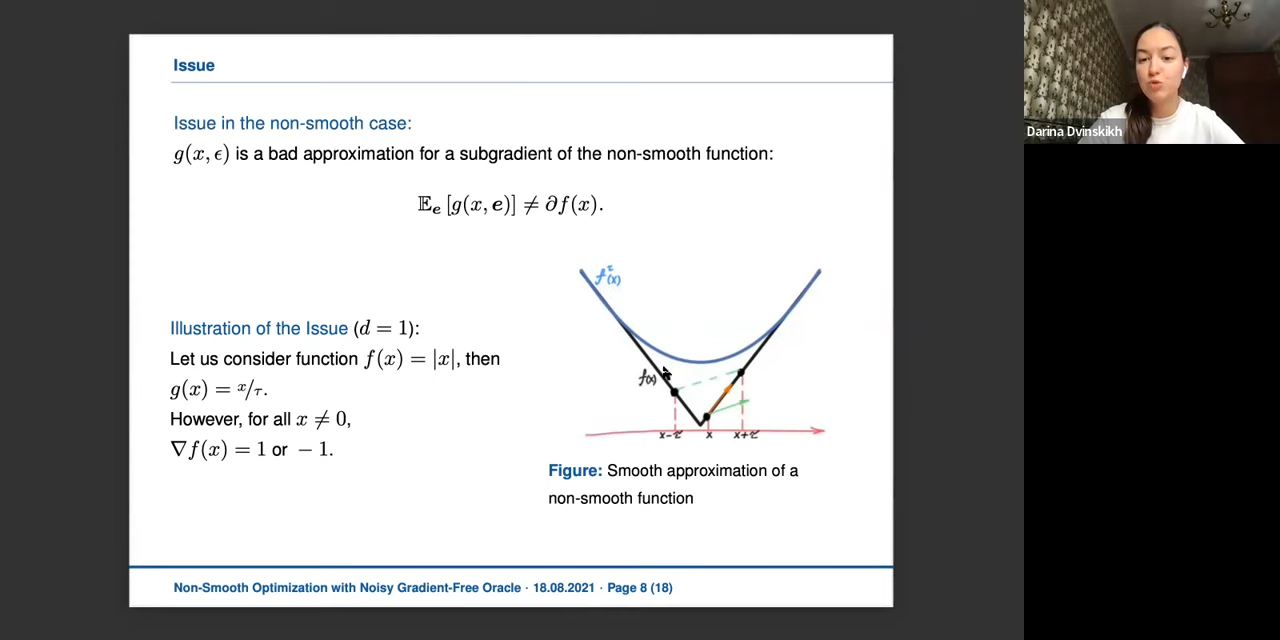 Issue
Issue in the non-smooth case:
g(x, ϵ) is a bad approximation for a subgradient of the non-smooth function:
𝔼ₑ [g(x, e)] ≠ ∂f(x).
Illustration of the Issue (d = 1):
Let us consider function f(x) = |x|, then
g(x) = x/τ.
However, for all x ≠ 0,
∇f(x) = 1 or − 1.
f^τ(x)
f(x)
x-τ x x+τ
Figure: Smooth approximation of a
non-smooth function
Non-Smooth Optimization with Noisy Gradient-Free Oracle · 18.08.2021 · Page 8 (18)
Darina Dvinskikh